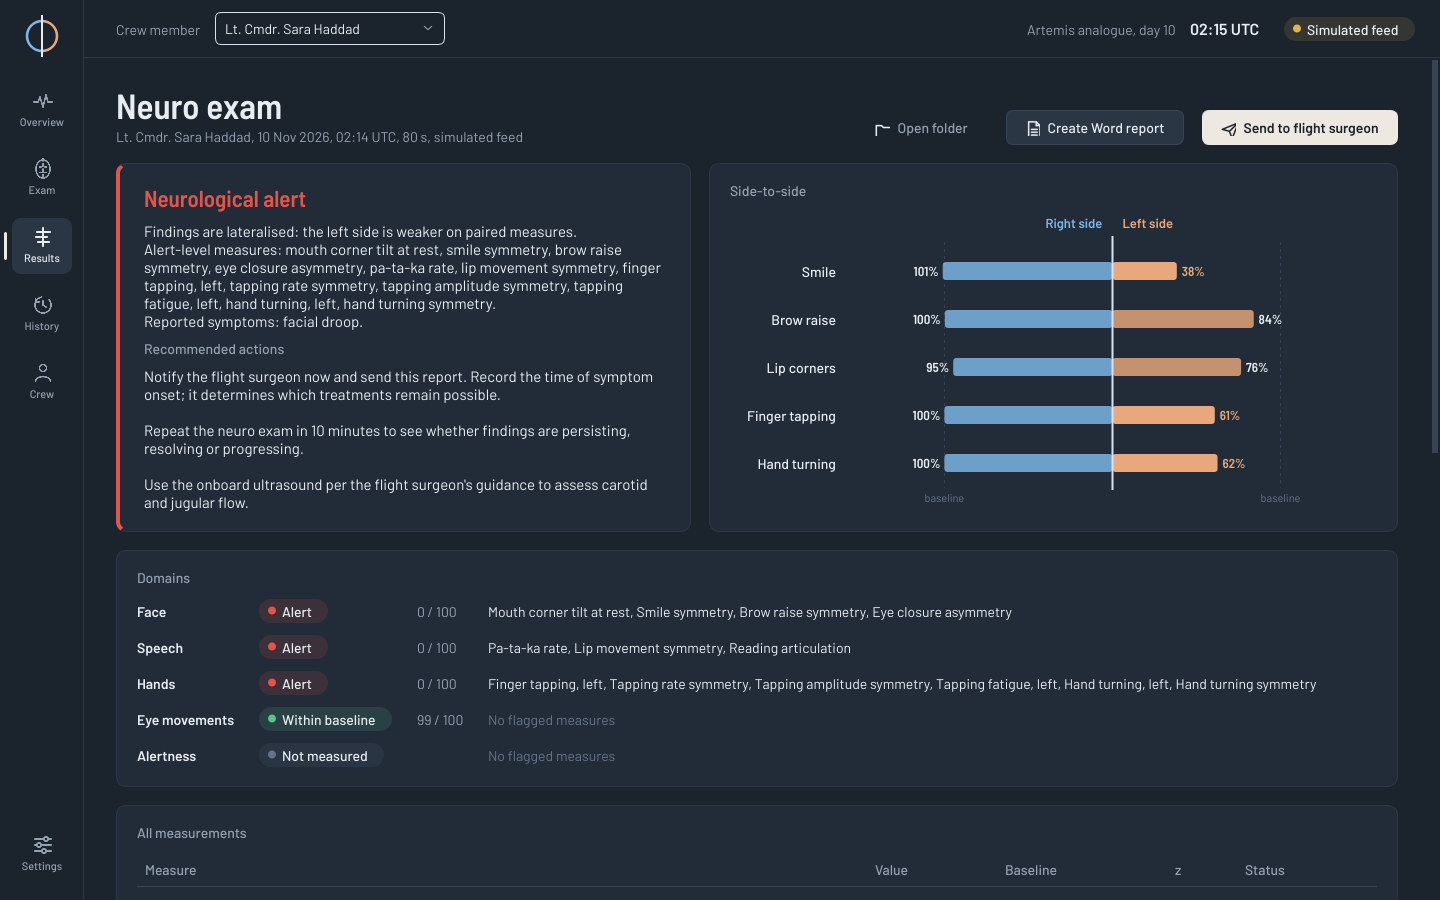 Crew member
Lt. Cmdr. Sara Haddad
Artemis analogue, day 10
02:15 UTC
Simulated feed
Overview
Exam
Results
History
Crew
Settings
Neuro exam
Lt. Cmdr. Sara Haddad, 10 Nov 2026, 02:14 UTC, 80 s, simulated feed
Open folder
Create Word report
Send to flight surgeon
Neurological alert
Findings are lateralised: the left side is weaker on paired measures.
Alert-level measures: mouth corner tilt at rest, smile symmetry, brow raise
symmetry, eye closure asymmetry, pa-ta-ka rate, lip movement symmetry, finger
tapping, left, tapping rate symmetry, tapping amplitude symmetry, tapping
fatigue, left, hand turning, left, hand turning symmetry.
Reported symptoms: facial droop.
Recommended actions
Notify the flight surgeon now and send this report. Record the time of symptom
onset; it determines which treatments remain possible.
Repeat the neuro exam in 10 minutes to see whether findings are persisting,
resolving or progressing.
Use the onboard ultrasound per the flight surgeon's guidance to assess carotid
and jugular flow.
Side-to-side
Right side Left side
Smile 101% 38%
Brow raise 100% 84%
Lip corners 95% 76%
Finger tapping 100% 61%
Hand turning 100% 62%
baseline baseline
Domains
Face Alert 0 / 100 Mouth corner tilt at rest, Smile symmetry, Brow raise symmetry, Eye closure asymmetry
Speech Alert 0 / 100 Pa-ta-ka rate, Lip movement symmetry, Reading articulation
Hands Alert 0 / 100 Finger tapping, left, Tapping rate symmetry, Tapping amplitude symmetry, Tapping fatigue, left, Hand turning, left, Hand turning symmetry
Eye movements Within baseline 99 / 100 No flagged measures
Alertness Not measured No flagged measures
All measurements
Measure Value Baseline z Status